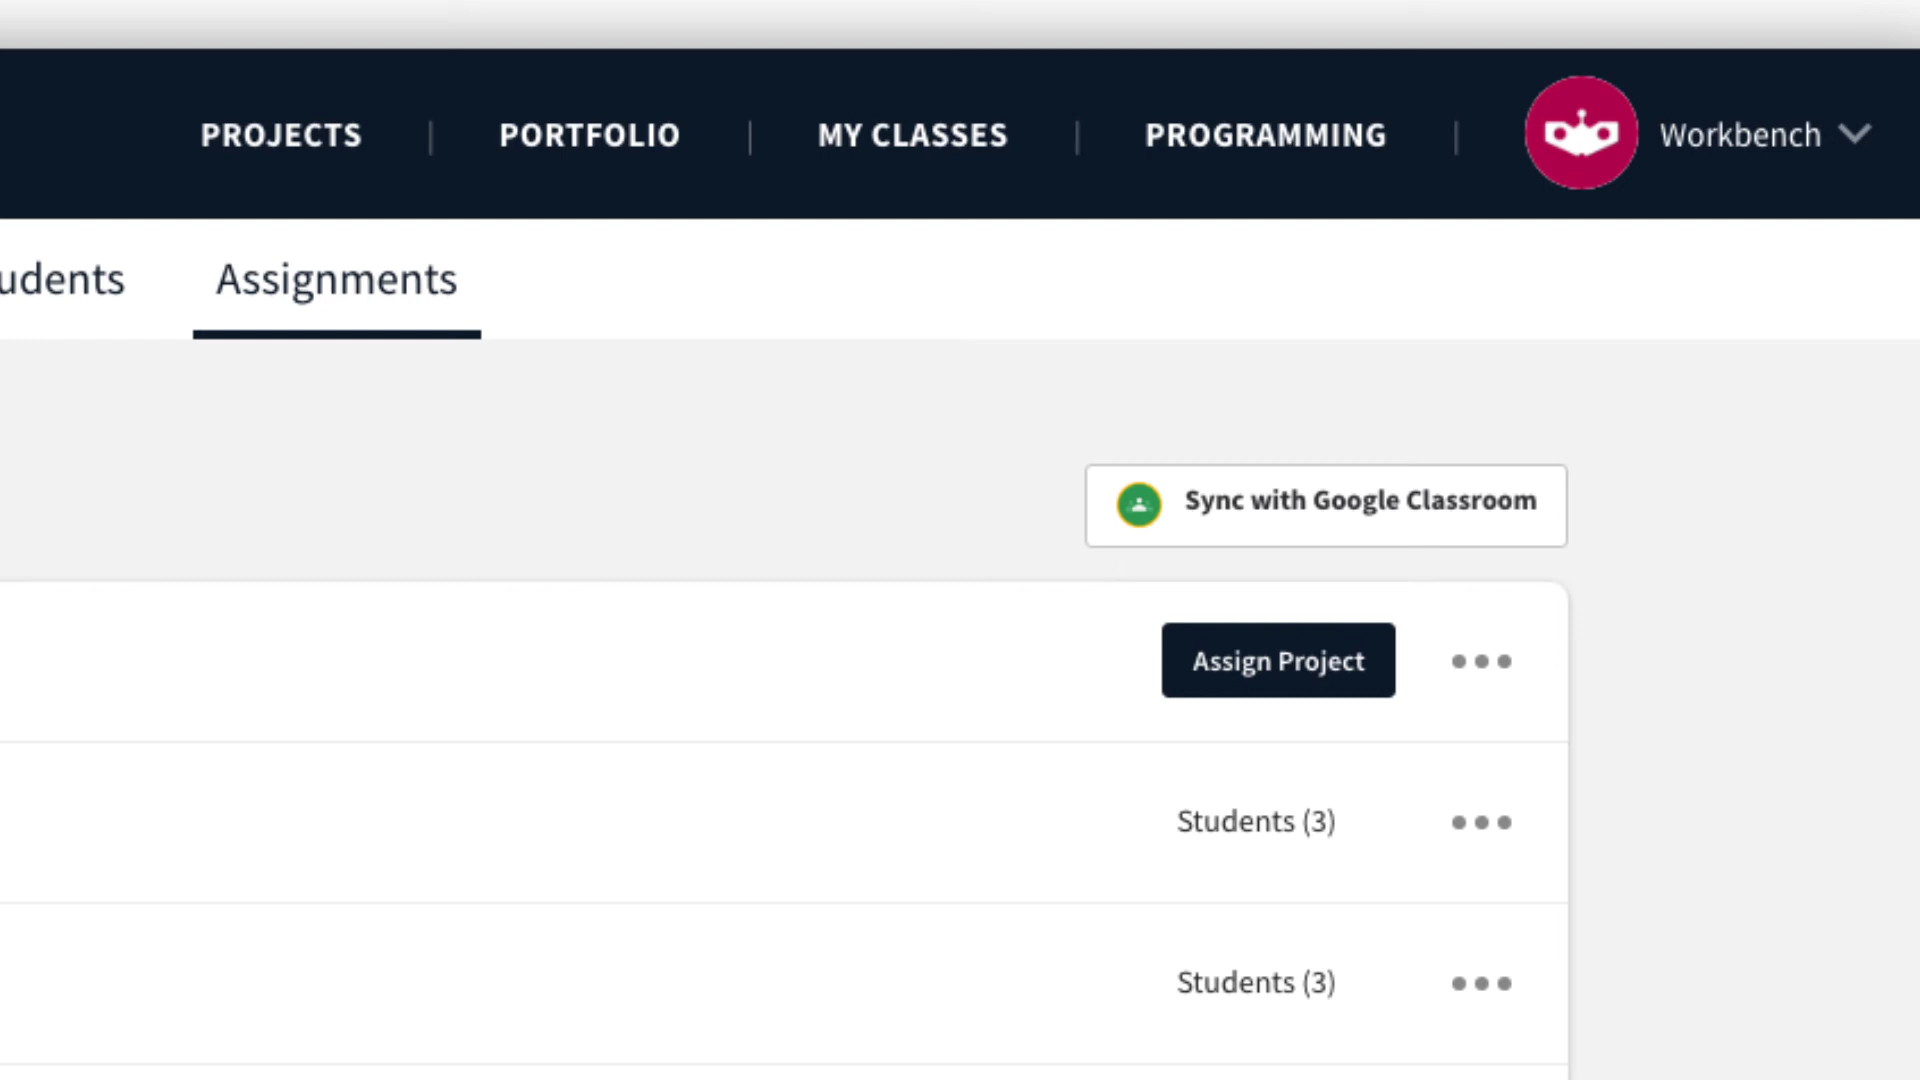 PROJECTS | PORTFOLIO | MY CLASSES | PROGRAMMING | Workbench
udents Assignments
Sync with Google Classroom
Assign Project
Students (3)
Students (3)